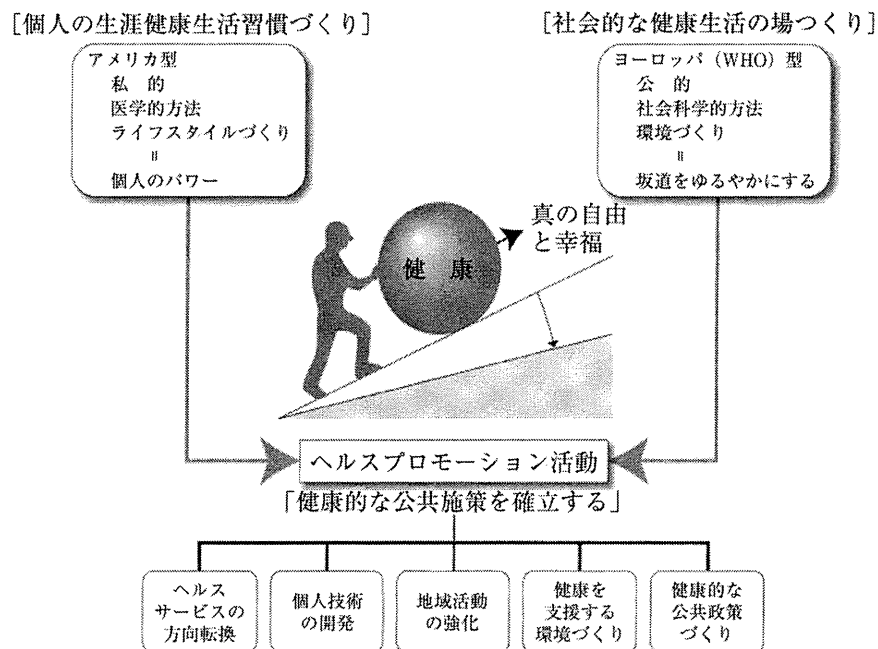 [個人の生涯健康生活習慣づくり]
アメリカ型
私 的
医学的方法
ライフスタイルづくり
॥
個人のパワー
[社会的な健康生活の場つくり]
ヨーロッパ（WHO）型
公 的
社会科学的方法
環境づくり
॥
坂道をゆるやかにする
真の自由
と幸福
健 康
ヘルスプロモーション活動
「健康的な公共施策を確立する」
ヘルス
サービスの
方向転換
個人技術
の開発
地域活動
の強化
健康を
支援する
環境づくり
健康的な
公共政策
づくり